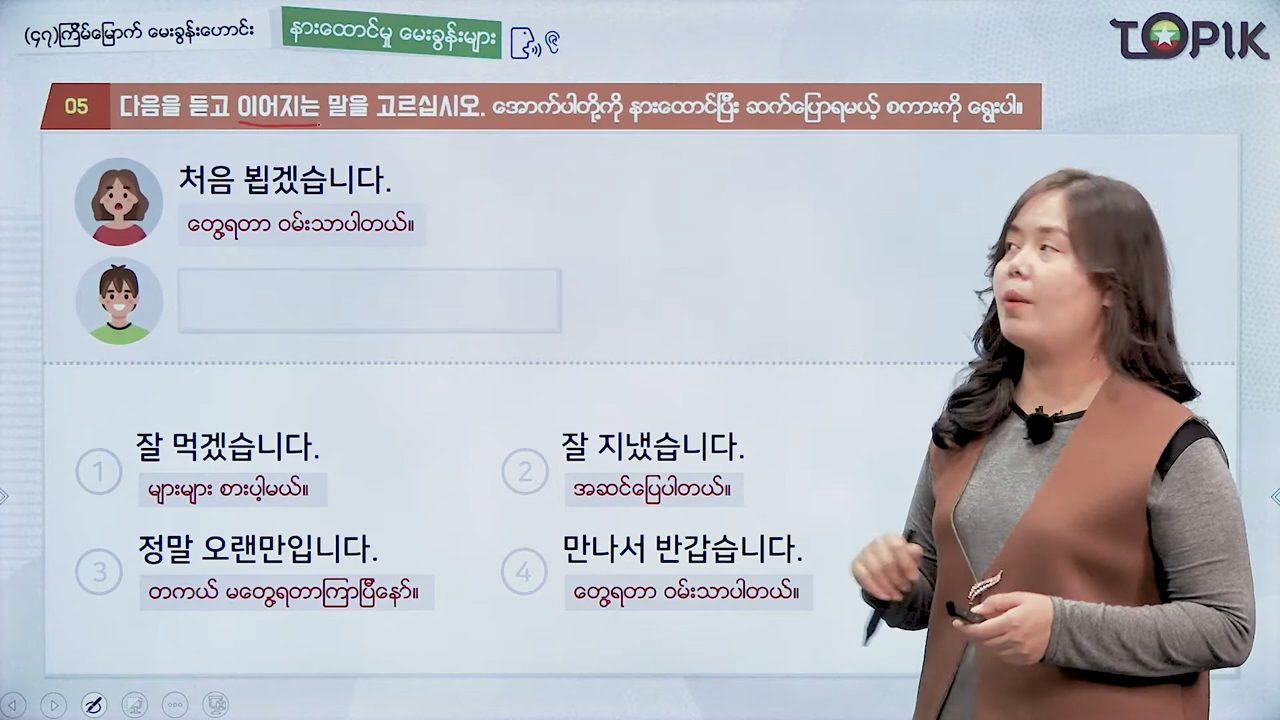 (၄၇)ကြိမ်မြောက် မေးခွန်းဟောင်း
နားထောင်မှု မေးခွန်းများ
TOPIK
05 다음을 듣고 이어지는 말을 고르십시오. အောက်ပါတို့ကို နားထောင်ပြီး ဆက်ပြောရမယ့် စကားကို ရွေးပါ။
처음 뵙겠습니다.
တွေ့ရတာ ဝမ်းသာပါတယ်။
1 잘 먹겠습니다.
များများ စားပါ့မယ်။
2 잘 지냈습니다.
အဆင်ပြေပါတယ်။
3 정말 오랜만입니다.
တကယ် မတွေ့ရတာကြာပြီနော်။
4 만나서 반갑습니다.
တွေ့ရတာ ဝမ်းသာပါတယ်။